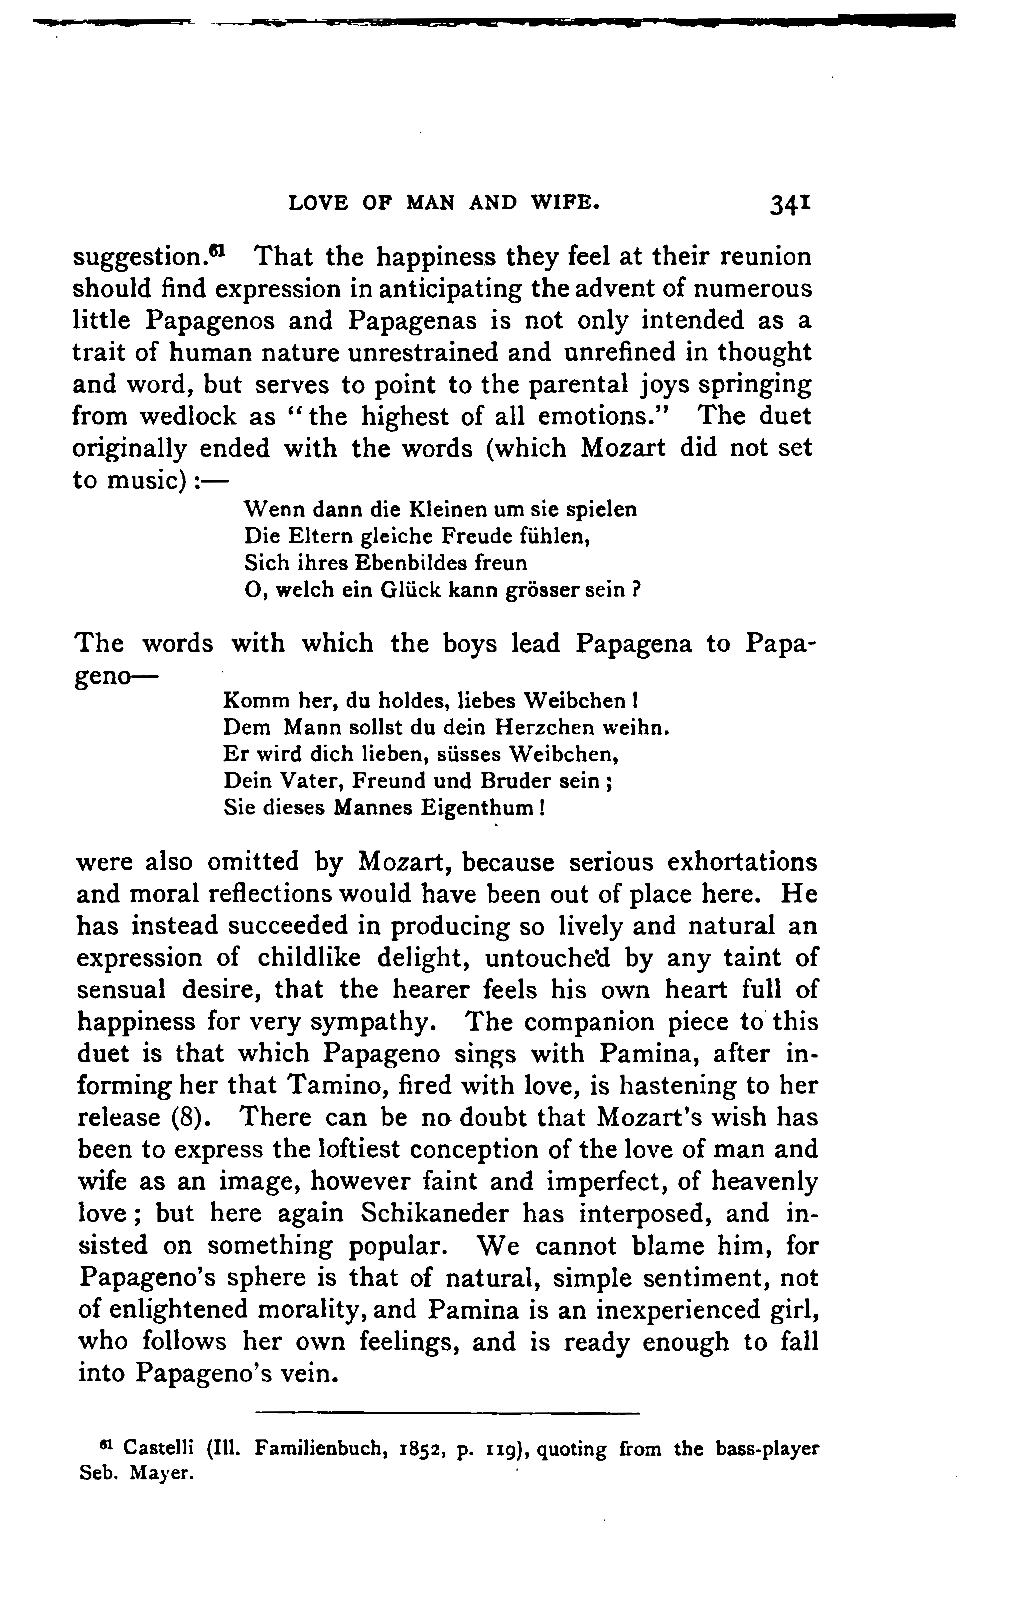 LOVE OF MAN AND WIFE. 341
suggestion.⁶¹ That the happiness they feel at their reunion
should find expression in anticipating the advent of numerous
little Papagenos and Papagenas is not only intended as a
trait of human nature unrestrained and unrefined in thought
and word, but serves to point to the parental joys springing
from wedlock as "the highest of all emotions." The duet
originally ended with the words (which Mozart did not set
to music) :—
Wenn dann die Kleinen um sie spielen
Die Eltern gleiche Freude fühlen,
Sich ihres Ebenbildes freun
O, welch ein Glück kann grösser sein ?
The words with which the boys lead Papagena to Papa-
geno—
Komm her, du holdes, liebes Weibchen !
Dem Mann sollst du dein Herzchen weihn.
Er wird dich lieben, süsses Weibchen,
Dein Vater, Freund und Bruder sein ;
Sie dieses Mannes Eigenthum !
were also omitted by Mozart, because serious exhortations
and moral reflections would have been out of place here. He
has instead succeeded in producing so lively and natural an
expression of childlike delight, untouched by any taint of
sensual desire, that the hearer feels his own heart full of
happiness for very sympathy. The companion piece to this
duet is that which Papageno sings with Pamina, after in-
forming her that Tamino, fired with love, is hastening to her
release (8). There can be no doubt that Mozart's wish has
been to express the loftiest conception of the love of man and
wife as an image, however faint and imperfect, of heavenly
love ; but here again Schikaneder has interposed, and in-
sisted on something popular. We cannot blame him, for
Papageno's sphere is that of natural, simple sentiment, not
of enlightened morality, and Pamina is an inexperienced girl,
who follows her own feelings, and is ready enough to fall
into Papageno's vein.
⁶¹ Castelli (Ill. Familienbuch, 1852, p. 119), quoting from the bass-player
Seb. Mayer.